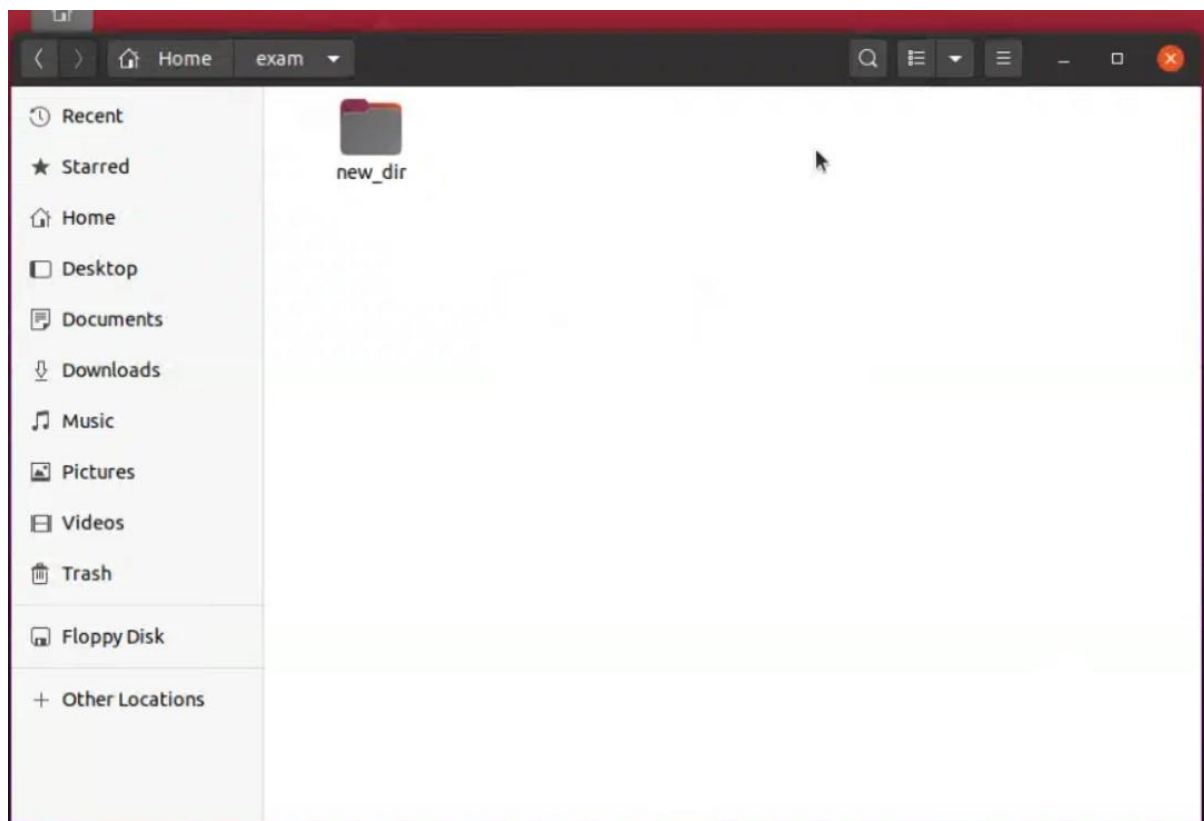 Home exam
Recent
Starred
Home
Desktop
Documents
Downloads
Music
Pictures
Videos
Trash
Floppy Disk
Other Locations
new_dir